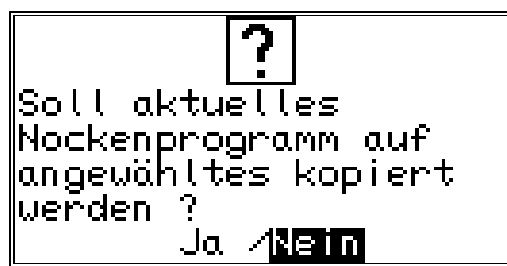 ?
Soll aktuelles
Nockenprogramm auf
angewähltes kopiert
werden ?
Ja / Nein